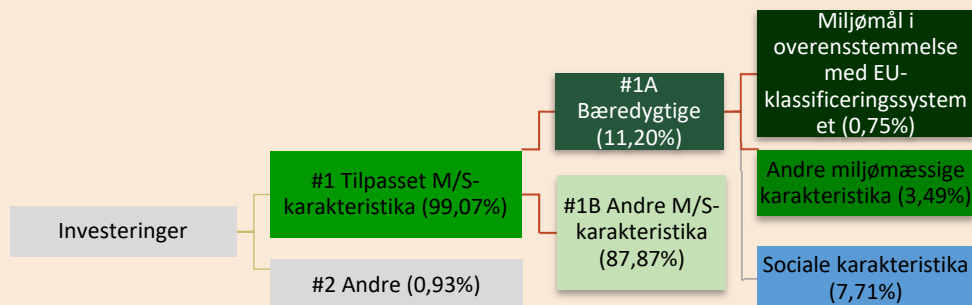 Investeringer
#1 Tilpasset M/S-
karakteristika (99,07%)
#2 Andre (0,93%)
#1A
Bæredygtige
(11,20%)
#1B Andre M/S-
karakteristika
(87,87%)
Miljømål i
overensstemmelse
med EU-
klassificeringssystem
et (0,75%)
Andre miljømæssige
karakteristika (3,49%)
Sociale karakteristika
(7,71%)